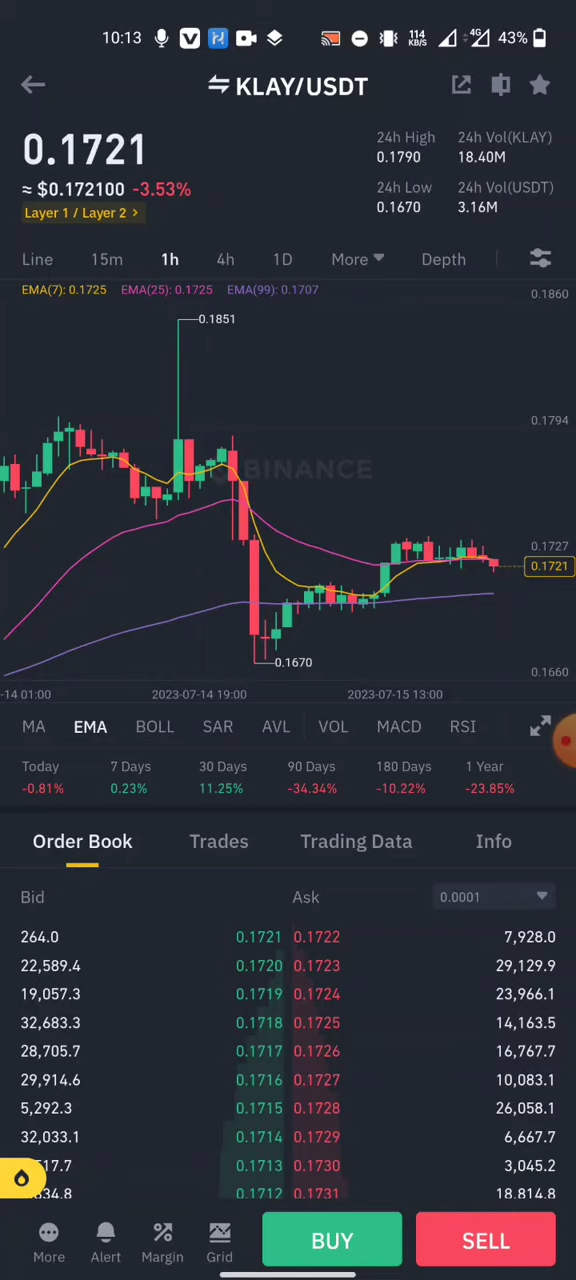 10:13 114 KB/S 4G 43%
KLAY/USDT
0.1721
≈ $0.172100 -3.53%
Layer 1 / Layer 2 >
24h High 24h Vol(KLAY)
0.1790 18.40M
24h Low 24h Vol(USDT)
0.1670 3.16M
Line 15m 1h 4h 1D More Depth
EMA(7): 0.1725 EMA(25): 0.1725 EMA(99): 0.1707
0.1860
0.1851
0.1794
BINANCE
0.1727
0.1721
0.1670
0.1660
-14 01:00 2023-07-14 19:00 2023-07-15 13:00
MA EMA BOLL SAR AVL VOL MACD RSI
Today 7 Days 30 Days 90 Days 180 Days 1 Year
-0.81% 0.23% 11.25% -34.34% -10.22% -23.85%
Order Book Trades Trading Data Info
Bid Ask 0.0001
264.0 0.1721 0.1722 7,928.0
22,589.4 0.1720 0.1723 29,129.9
19,057.3 0.1719 0.1724 23,966.1
32,683.3 0.1718 0.1725 14,163.5
28,705.7 0.1717 0.1726 16,767.7
29,914.6 0.1716 0.1727 10,083.1
5,292.3 0.1715 0.1728 26,058.1
32,033.1 0.1714 0.1729 6,667.7
17.7 0.1713 0.1730 3,045.2
34.8 0.1712 0.1731 18,814.8
More Alert Margin Grid BUY SELL